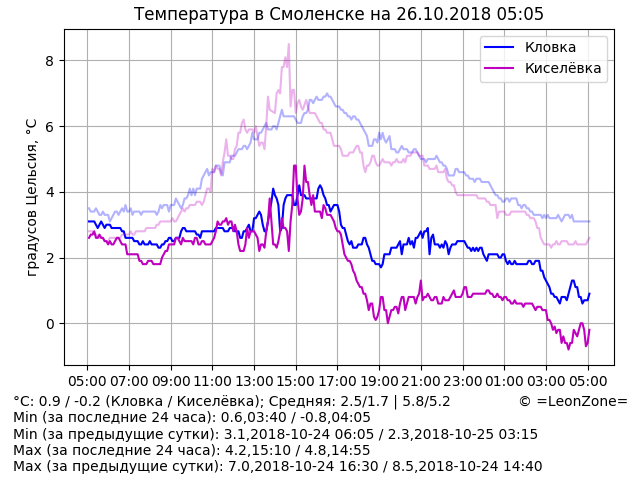 Температура в Смоленске на 26.10.2018 05:05
Кловка
Киселёвка
градусов Цельсия, °C
8
6
4
2
0
05:00 07:00 09:00 11:00 13:00 15:00 17:00 19:00 21:00 23:00 01:00 03:00 05:00
°C: 0.9 / -0.2 (Кловка / Киселёвка); Средняя: 2.5/1.7 | 5.8/5.2 © =LeonZone=
Min (за последние 24 часа): 0.6,03:40 / -0.8,04:05
Min (за предыдущие сутки): 3.1,2018-10-24 06:05 / 2.3,2018-10-25 03:15
Max (за последние 24 часа): 4.2,15:10 / 4.8,14:55
Max (за предыдущие сутки): 7.0,2018-10-24 16:30 / 8.5,2018-10-24 14:40